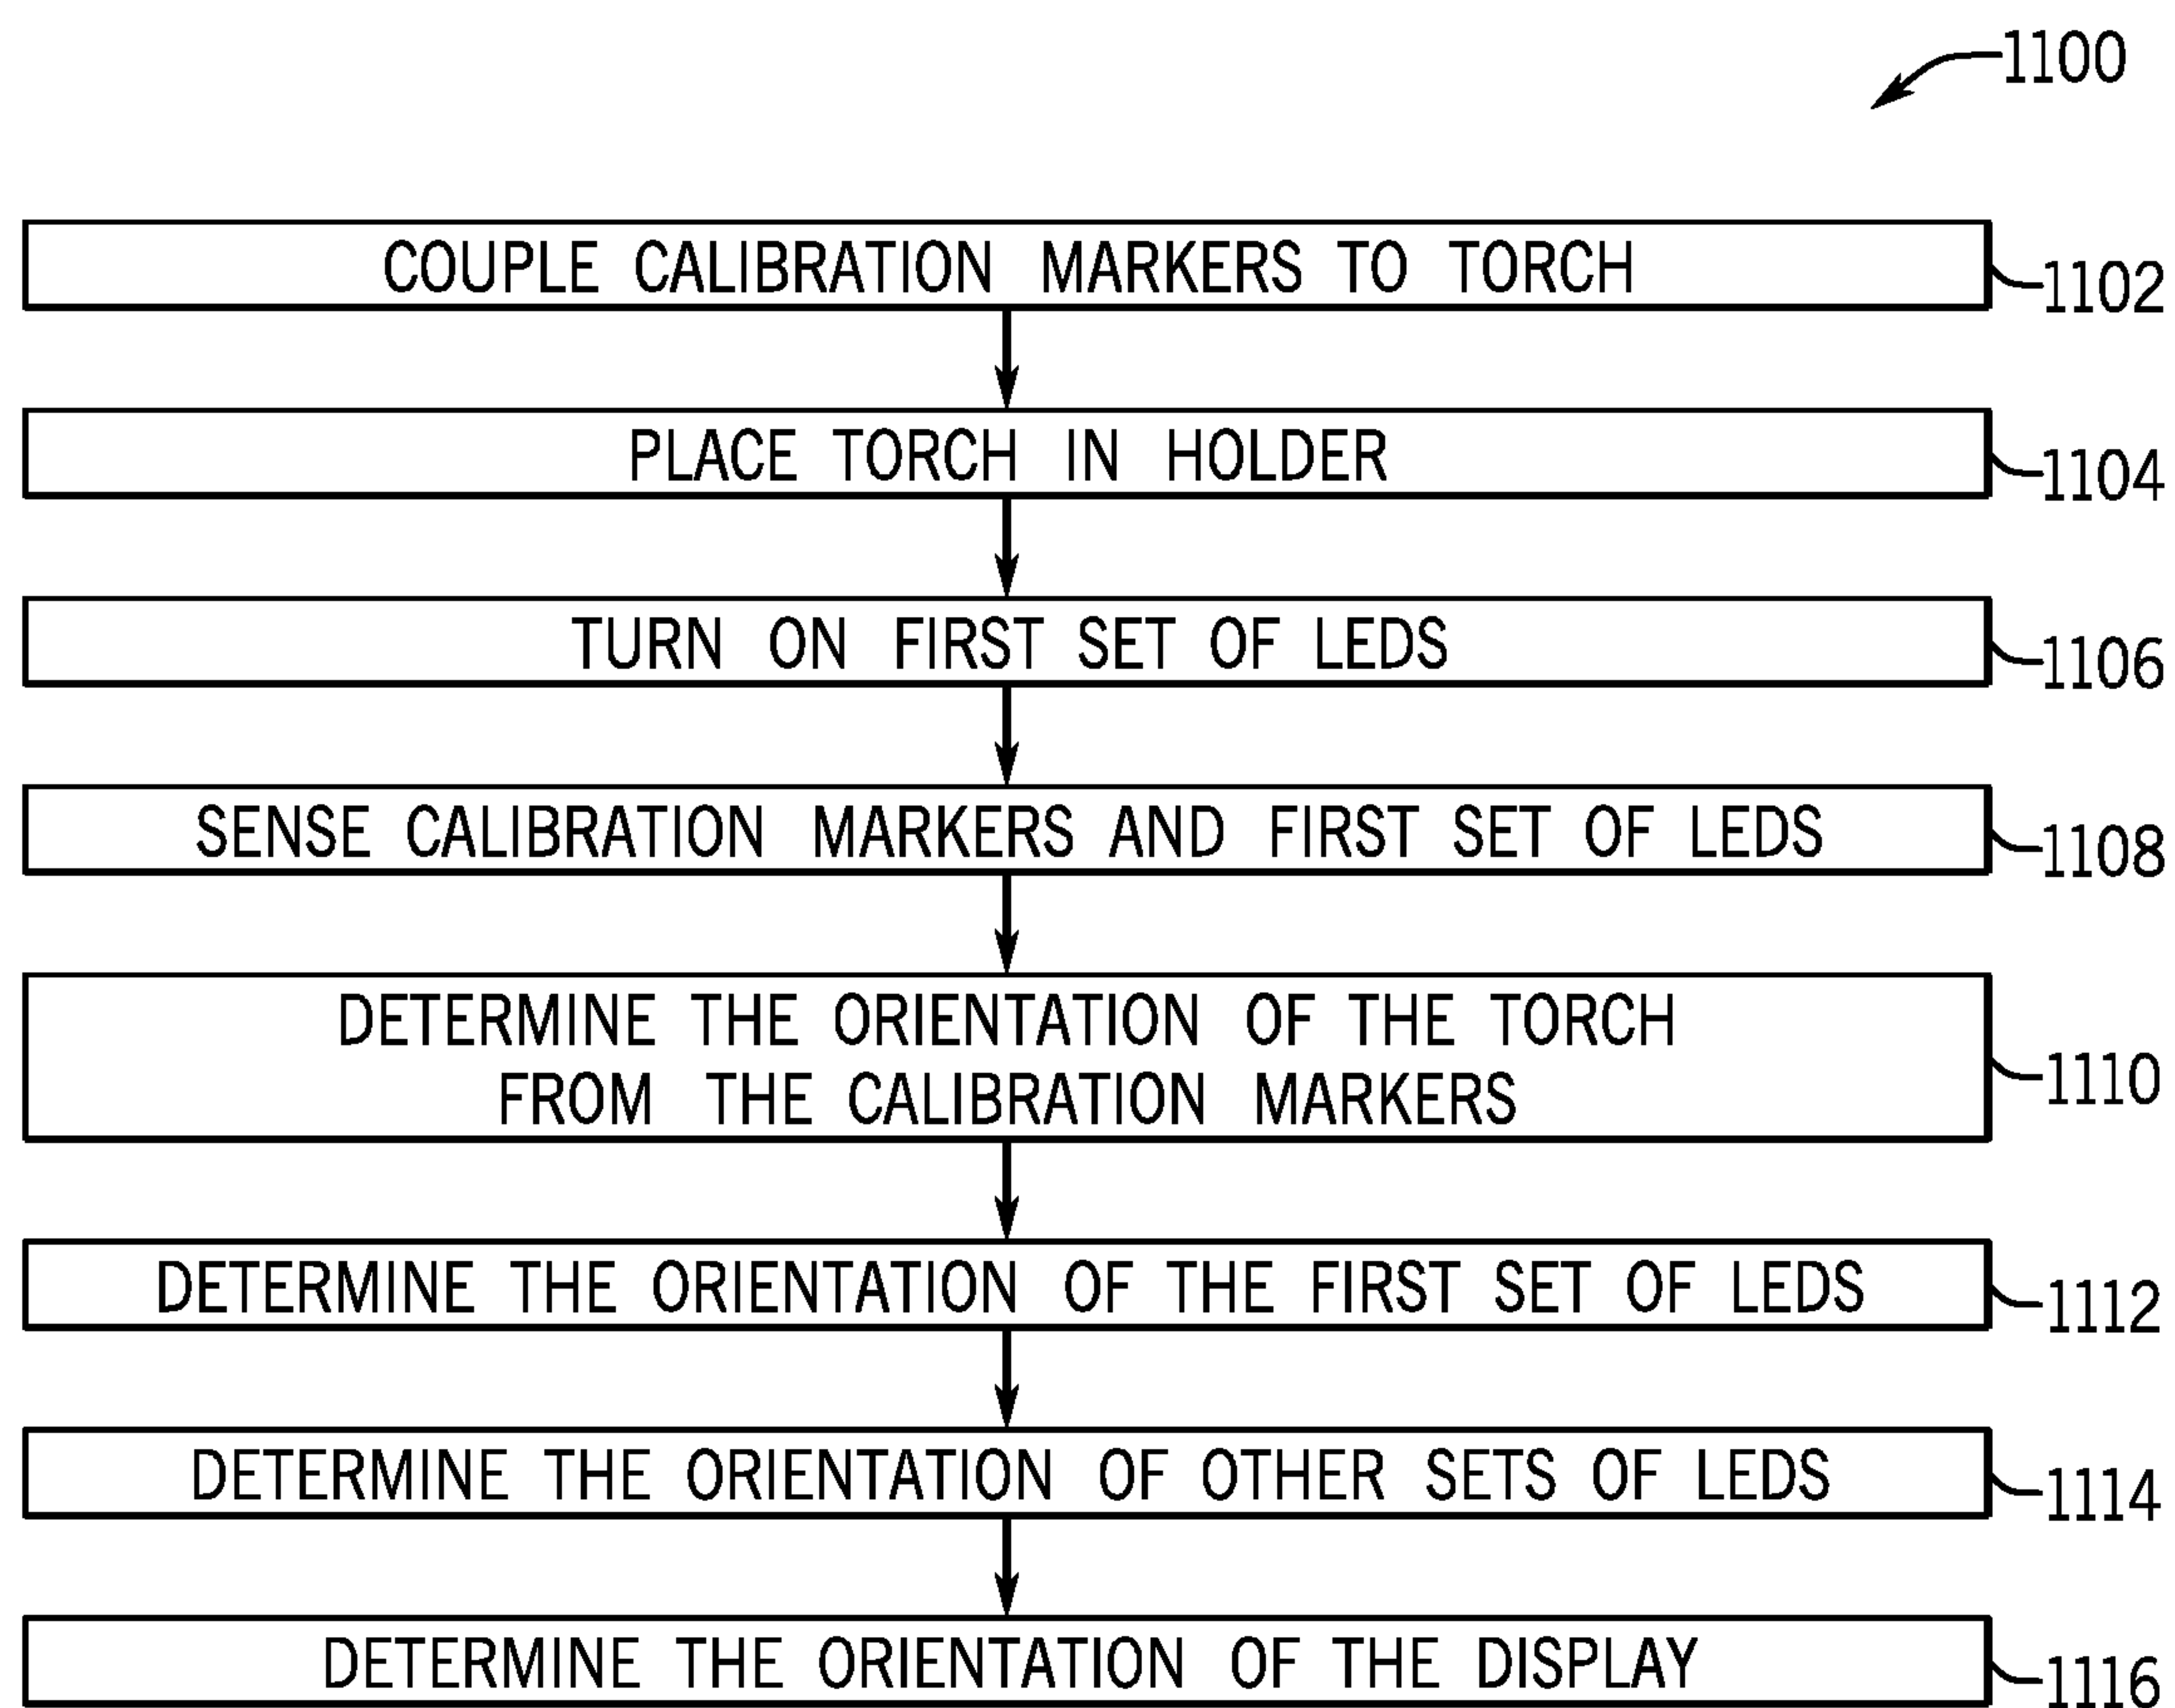 1100
COUPLE CALIBRATION MARKERS TO TORCH
1102
PLACE TORCH IN HOLDER
1104
TURN ON FIRST SET OF LEDS
1106
SENSE CALIBRATION MARKERS AND FIRST SET OF LEDS
1108
DETERMINE THE ORIENTATION OF THE TORCH
FROM THE CALIBRATION MARKERS
1110
DETERMINE THE ORIENTATION OF THE FIRST SET OF LEDS
1112
DETERMINE THE ORIENTATION OF OTHER SETS OF LEDS
1114
DETERMINE THE ORIENTATION OF THE DISPLAY
1116